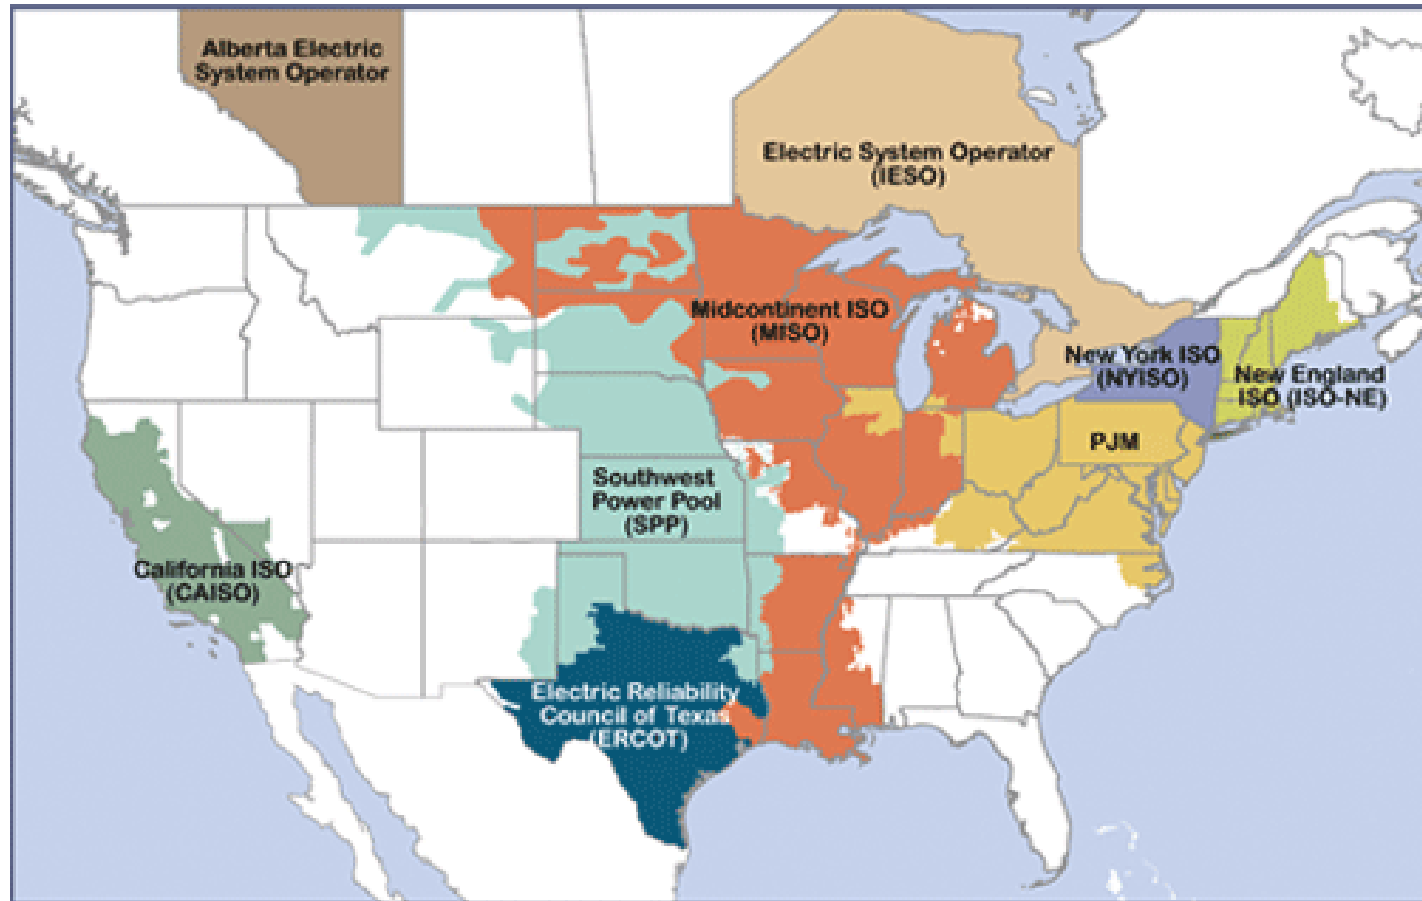 Alberta Electric
System Operator
Electric System Operator
(IESO)
Midcontinent ISO
(MISO)
New York ISO
(NYISO)
New England
ISO (ISO-NE)
PJM
Southwest
Power Pool
(SPP)
California ISO
(CAISO)
Electric Reliability
Council of Texas
(ERCOT)